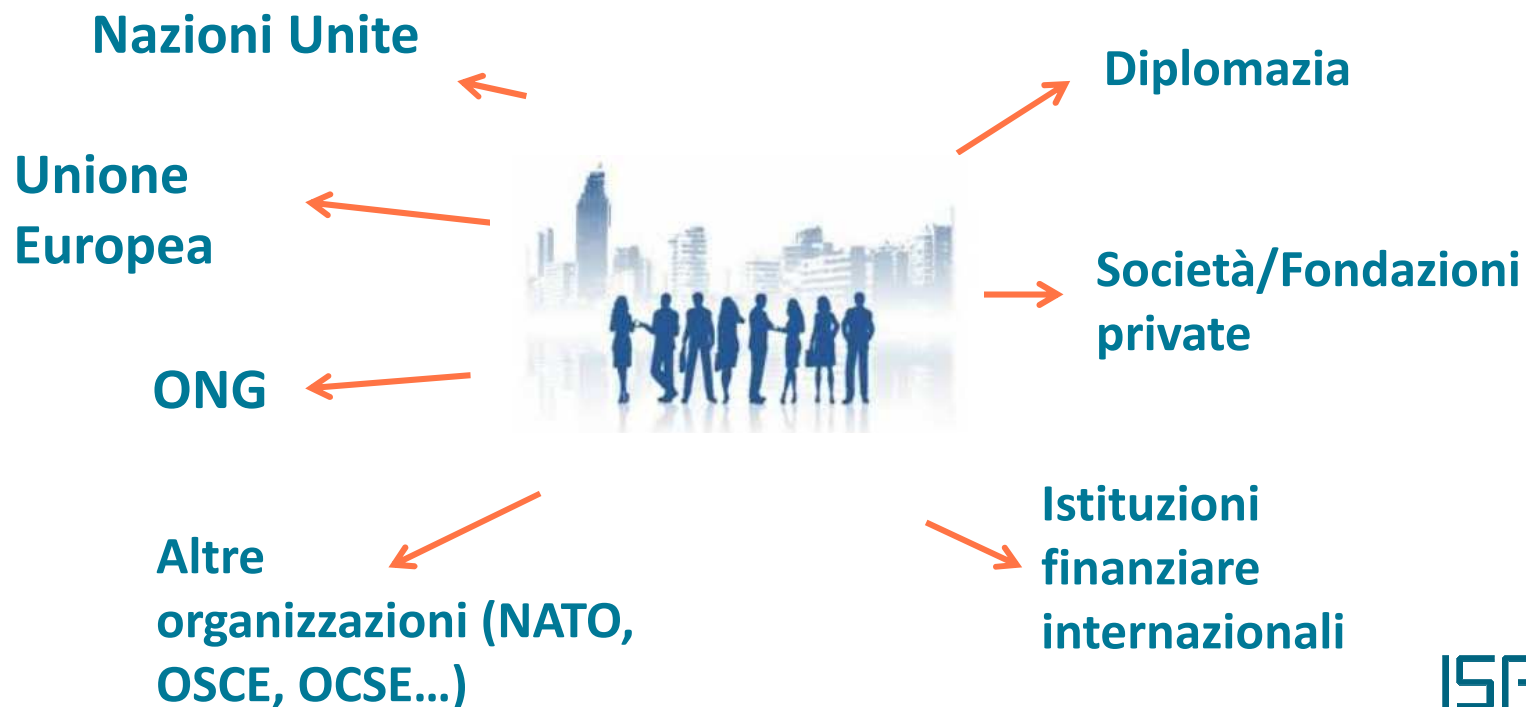 Nazioni Unite
Diplomazia
Unione
Europea
Società/Fondazioni
private
ONG
Istituzioni
finanziare
internazionali
Altre
organizzazioni (NATO,
OSCE, OCSE…)